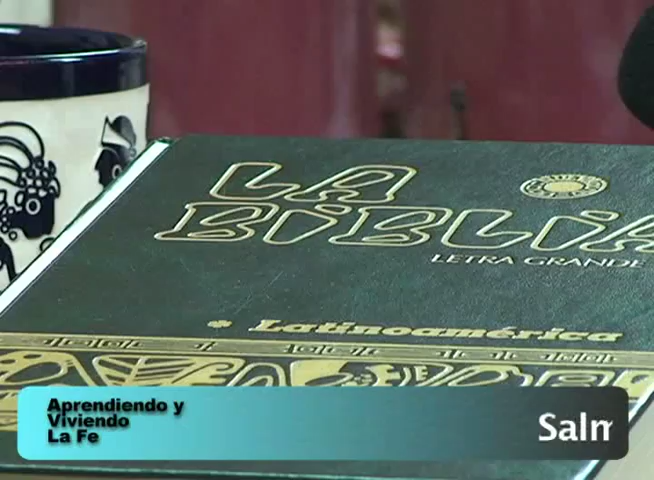 LA
BIBLIA
LETRA GRANDE
Latinoamérica
Aprendiendo y
Viviendo
La Fe
Saln